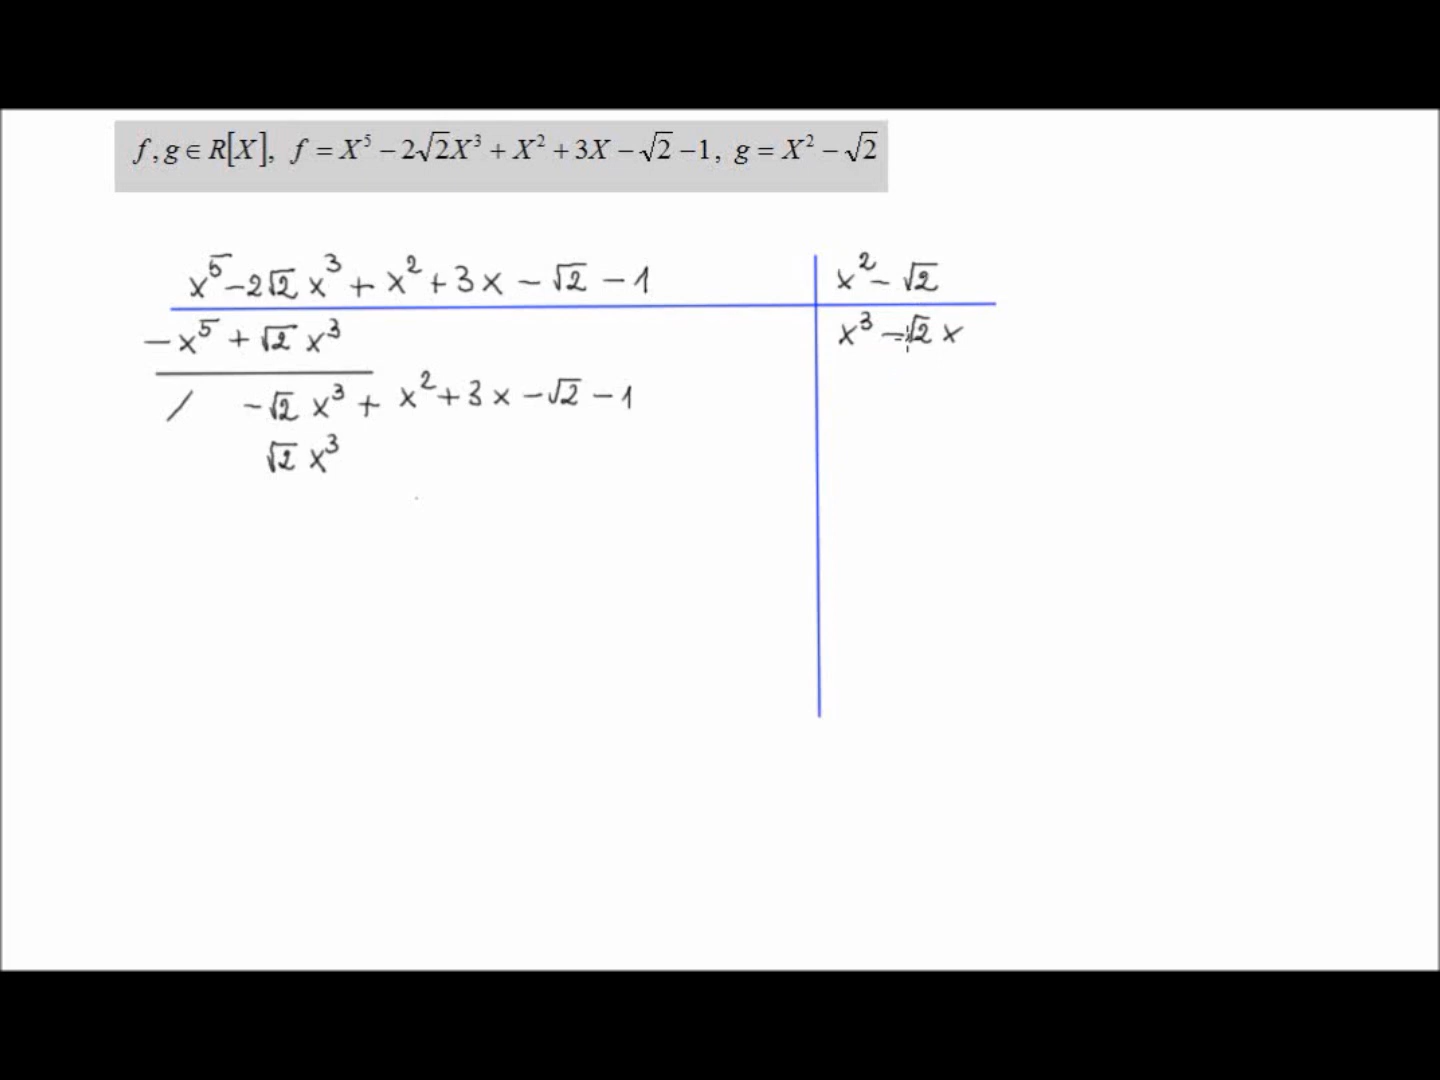 f, g ∈ R[X], f = X⁵ − 2√2X³ + X² + 3X − √2 − 1, g = X² − √2
x⁵ − 2√2 x³ + x² + 3x − √2 − 1
x² − √2
− x⁵ + √2 x³
x³ − √2 x
/ − √2 x³ + x² + 3x − √2 − 1
√2 x³